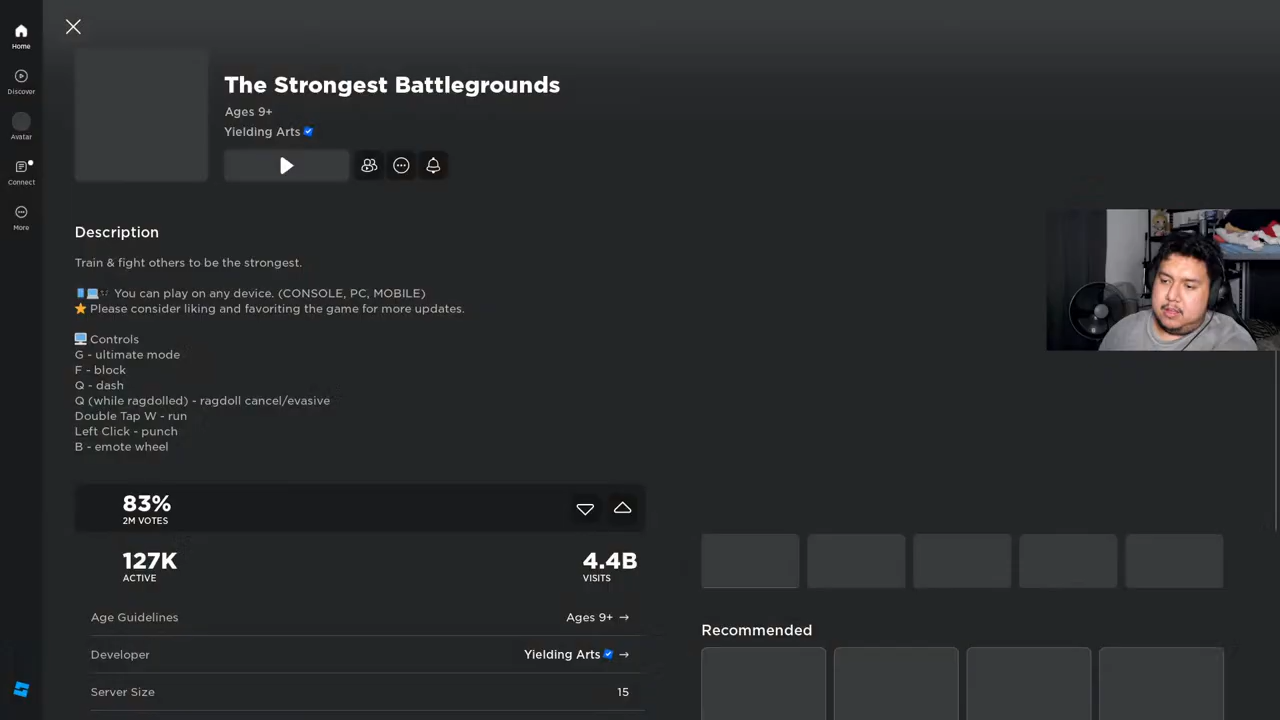 Home
Discover
Avatar
Connect
More
The Strongest Battlegrounds
Ages 9+
Yielding Arts
Description
Train & fight others to be the strongest.
You can play on any device. (CONSOLE, PC, MOBILE)
Please consider liking and favoriting the game for more updates.
Controls
G - ultimate mode
F - block
Q - dash
Q (while ragdolled) - ragdoll cancel/evasive
Double Tap W - run
Left Click - punch
B - emote wheel
83%
2M VOTES
127K
ACTIVE
4.4B
VISITS
Age Guidelines
Ages 9+ →
Developer
Yielding Arts →
Server Size
15
Recommended